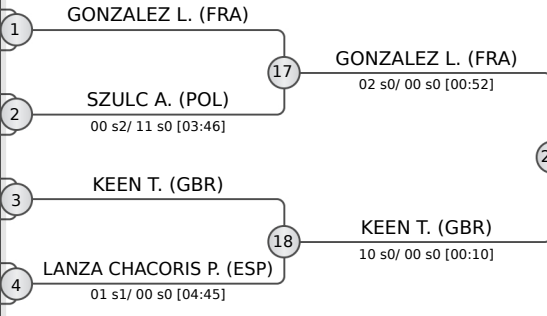 GONZALEZ L. (FRA)
1
17
GONZALEZ L. (FRA)
02 s0/ 00 s0 [00:52]
SZULC A. (POL)
2
00 s2/ 11 s0 [03:46]
KEEN T. (GBR)
3
18
KEEN T. (GBR)
10 s0/ 00 s0 [00:10]
LANZA CHACORIS P. (ESP)
4
01 s1/ 00 s0 [04:45]